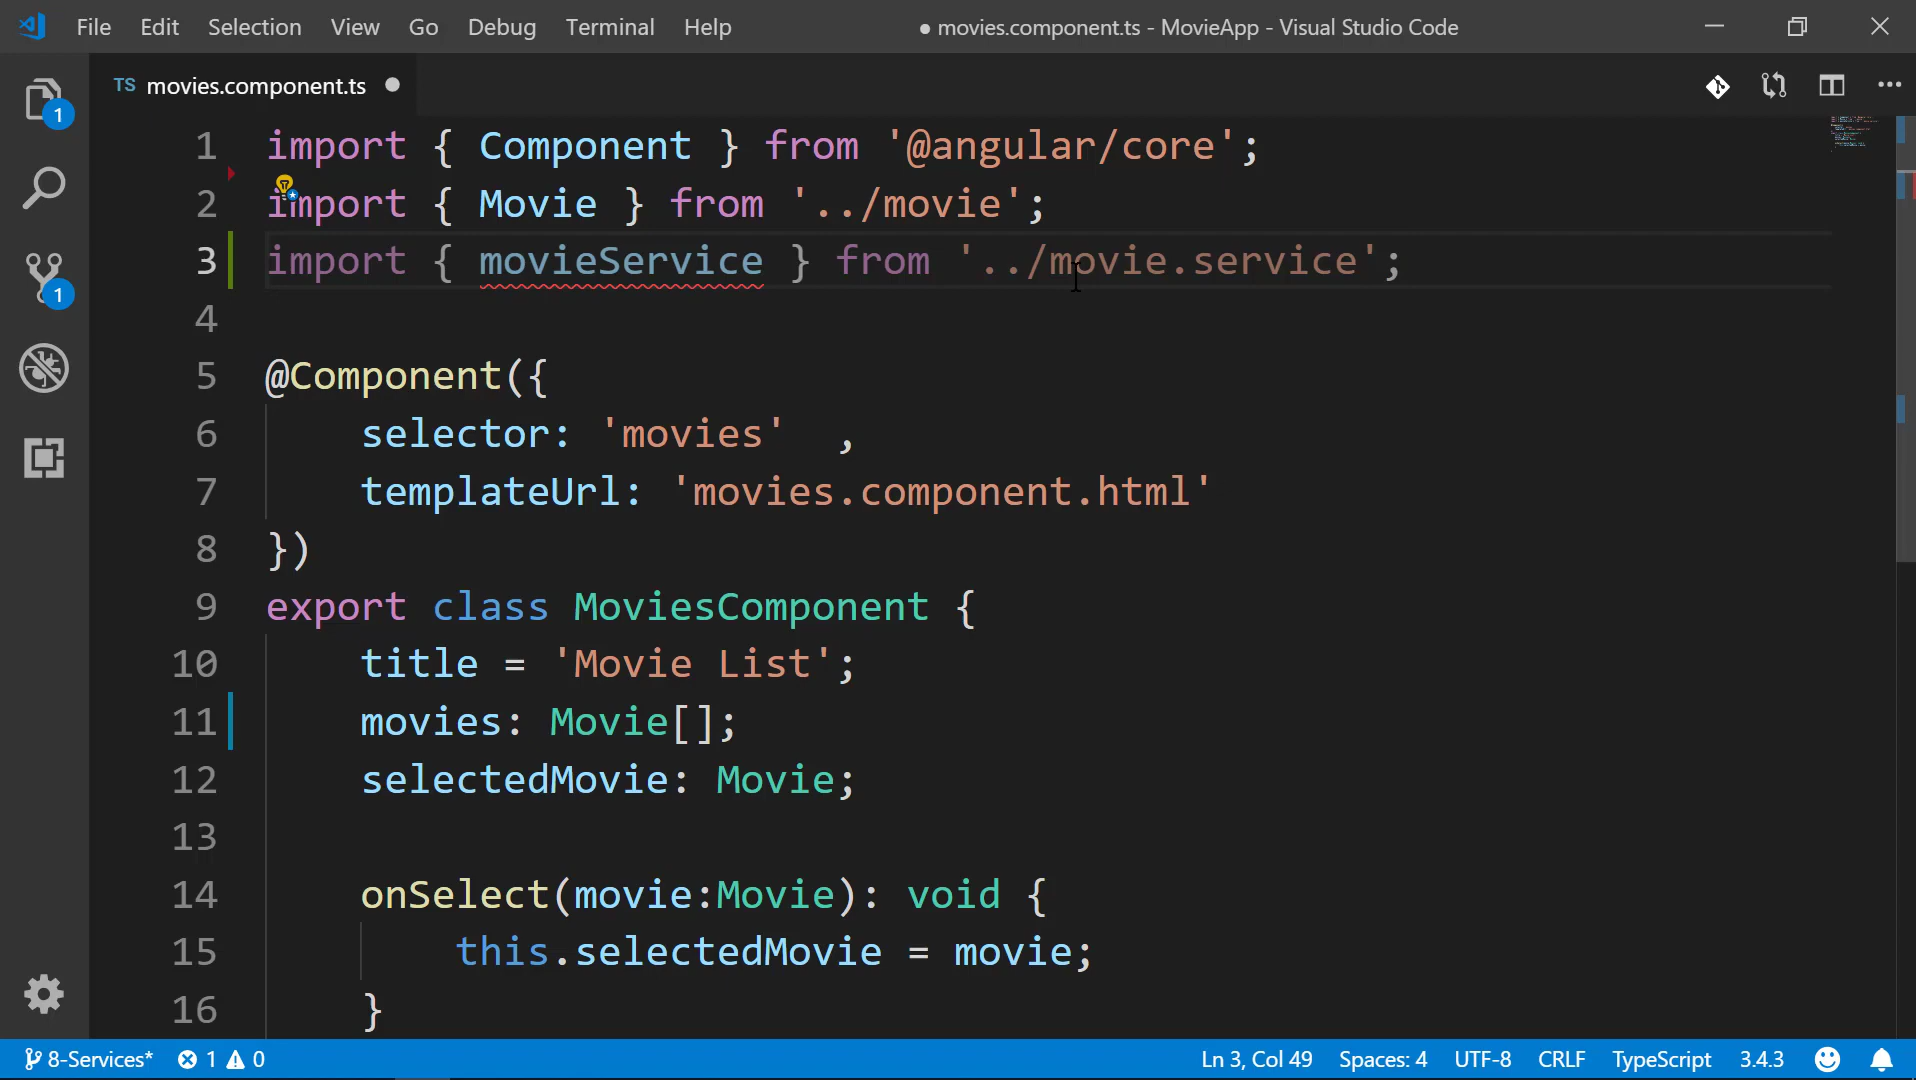 File Edit Selection View Go Debug Terminal Help ● movies.component.ts - MovieApp - Visual Studio Code
TS movies.component.ts
1 import { Component } from '@angular/core';
2 import { Movie } from '../movie';
3 import { movieService } from '../movie.service';
4
5 @Component({
6 selector: 'movies'  ,
7 templateUrl: 'movies.component.html'
8 })
9 export class MoviesComponent {
10 title = 'Movie List';
11 movies: Movie[];
12 selectedMovie: Movie;
13
14 onSelect(movie:Movie): void {
15 this.selectedMovie = movie;
16 }
1
1
8-Services* 1 0 Ln 3, Col 49 Spaces: 4 UTF-8 CRLF TypeScript 3.4.3